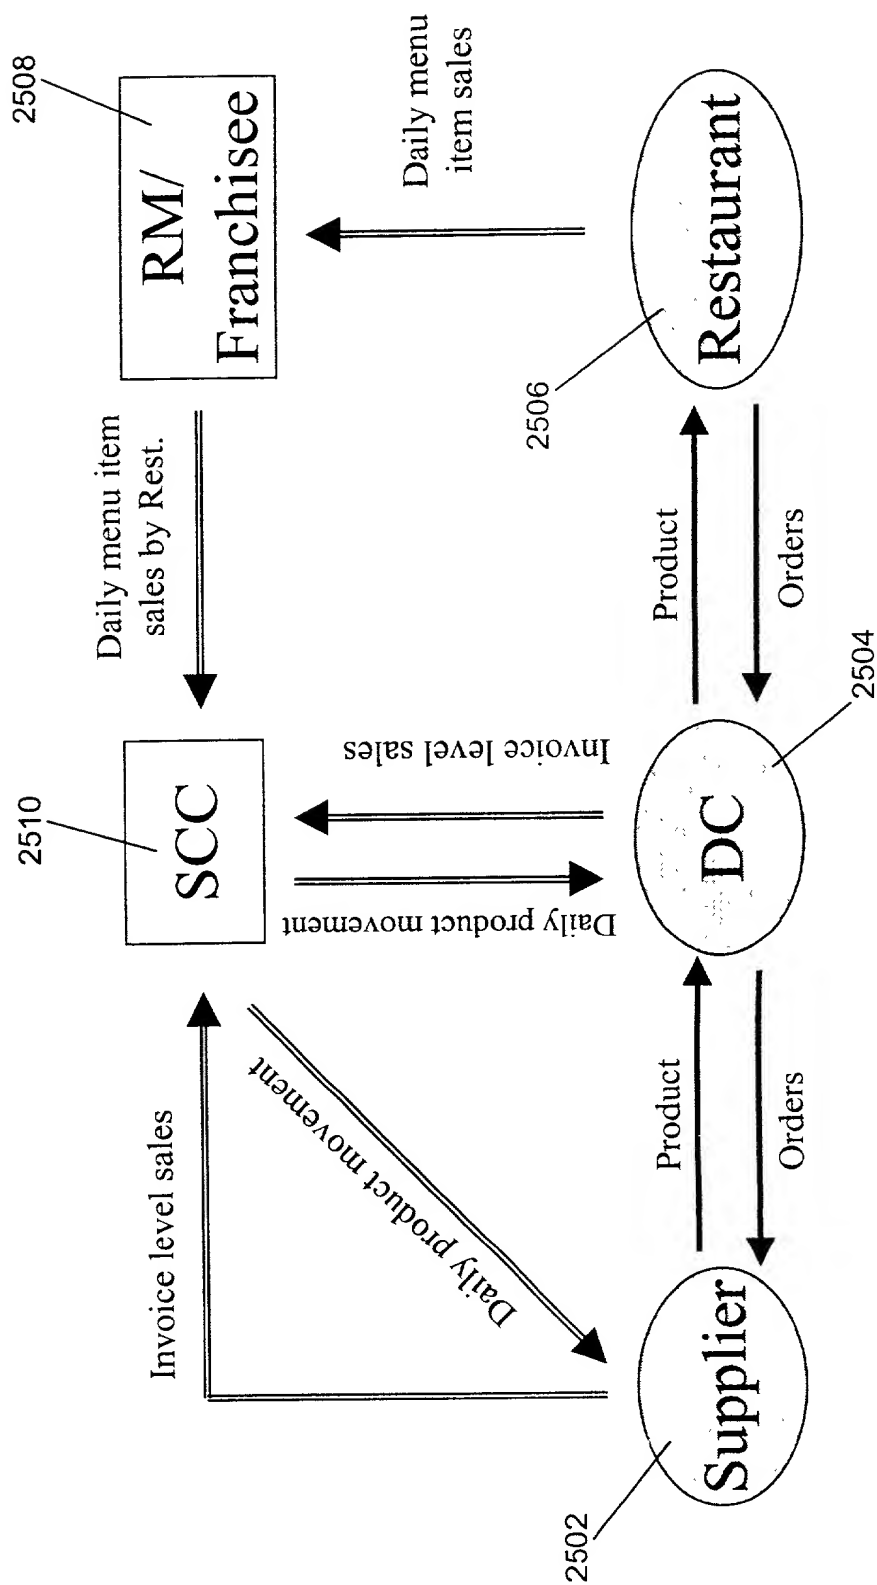 2510
2508
SCC
RM/
Franchisee
Invoice level sales
Daily menu item
sales by Rest.
Daily product movement
Daily product movement
Invoice level sales
Daily menu
item sales
2506
Product
Product
Supplier
DC
Restaurant
Orders
Orders
2502
2504